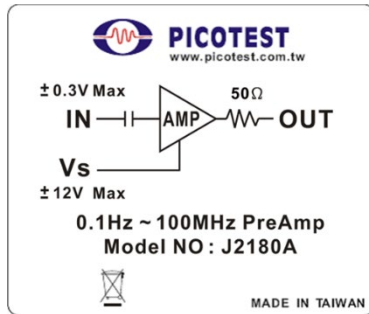 PICOTEST
www.picotest.com.tw
± 0.3V Max
50Ω
IN
AMP
OUT
Vs
± 12V Max
0.1Hz ~ 100MHz PreAmp
Model NO : J2180A
MADE IN TAIWAN